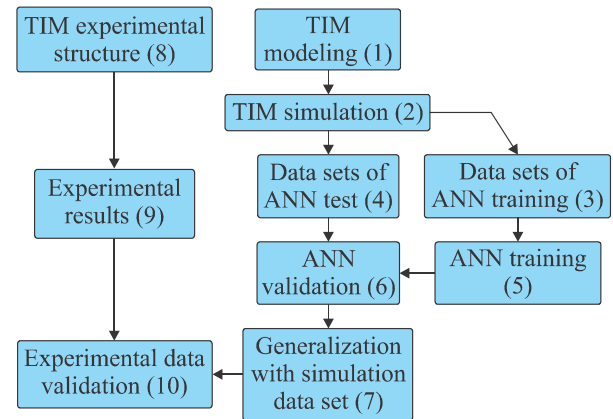 TIM experimental
structure (8)
TIM
modeling (1)
TIM simulation (2)
Experimental
results (9)
Data sets of
ANN test (4)
Data sets of
ANN training (3)
ANN
validation (6)
ANN training
(5)
Experimental data
validation (10)
Generalization
with simulation
data set (7)